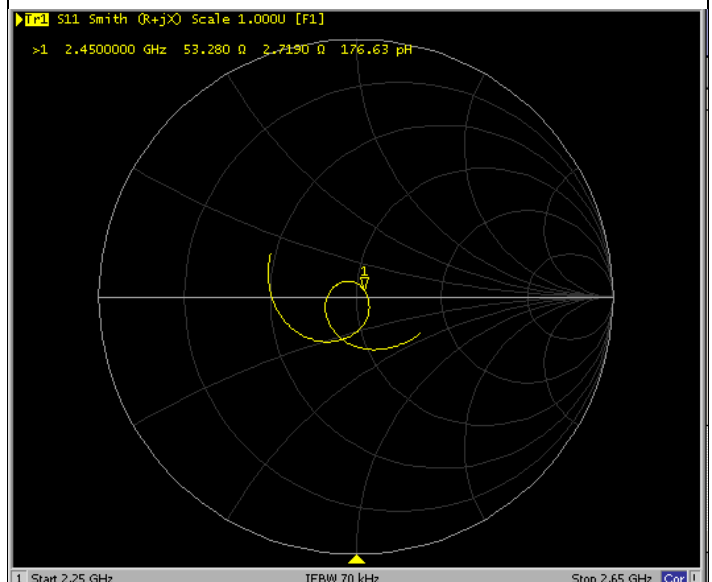 Tr1 S11 Smith (R+jX) Scale 1.000U [F1]
>1 2.4500000 GHz 53.280 Ω 2.7190 Ω 176.63 pH
1
1 Start 2.25 GHz IFBW 70 kHz Stop 2.65 GHz Cor !